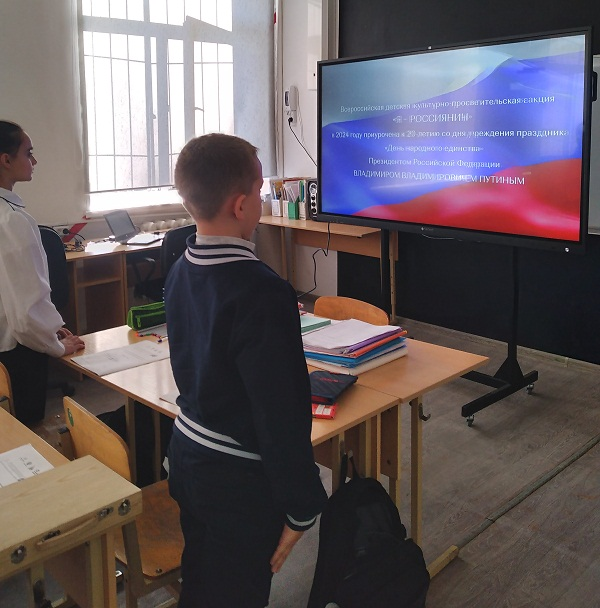 Всероссийская детская культурно-просветительская акция
«Я - РОССИЯНИН»
в 2024 году приурочена к 20-летию со дня учреждения праздника
«День народного единства»
Президентом Российской Федерации
ВЛАДИМИРОМ ВЛАДИМИРОВИЧЕМ ПУТИНЫМ